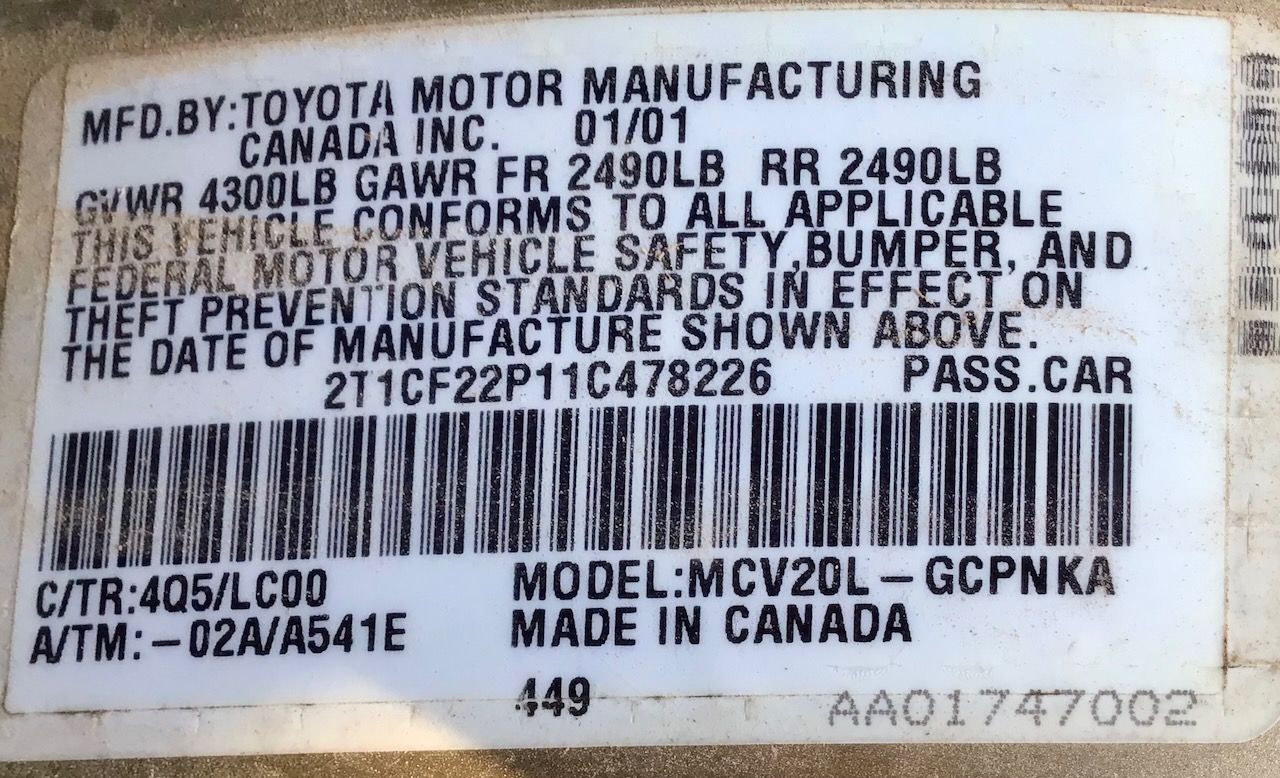 MFD.BY:TOYOTA MOTOR MANUFACTURING
CANADA INC. 01/01
GVWR 4300LB GAWR FR 2490LB RR 2490LB
THIS VEHICLE CONFORMS TO ALL APPLICABLE
FEDERAL MOTOR VEHICLE SAFETY,BUMPER, AND
THEFT PREVENTION STANDARDS IN EFFECT ON
THE DATE OF MANUFACTURE SHOWN ABOVE.
2T1CF22P11C478226 PASS.CAR
C/TR:4Q5/LC00 MODEL:MCV20L-GCPNKA
A/TM:-02A/A541E MADE IN CANADA
449 AA01747002